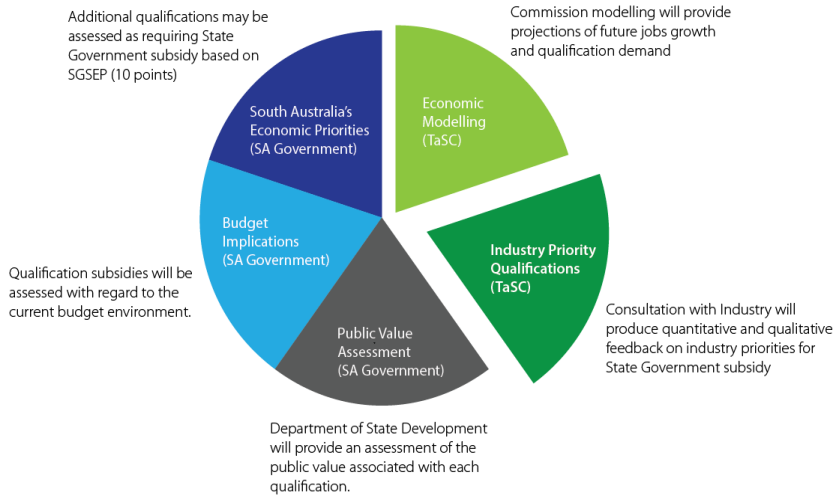 Additional qualifications may be
assessed as requiring State
Government subsidy based on
SGSEP (10 points)
Commission modelling will provide
projections of future jobs growth
and qualification demand
South Australia's
Economic Priorities
(SA Government)
Economic
Modelling
(TaSC)
Budget
Implications
(SA Government)
Industry Priority
Qualifications
(TaSC)
Qualification subsidies will be
assessed with regard to the
current budget environment.
Public Value
Assessment
(SA Government)
Consultation with Industry will
produce quantitative and qualitative
feedback on industry priorities for
State Government subsidy
Department of State Development
will provide an assessment of the
public value associated with each
qualification.